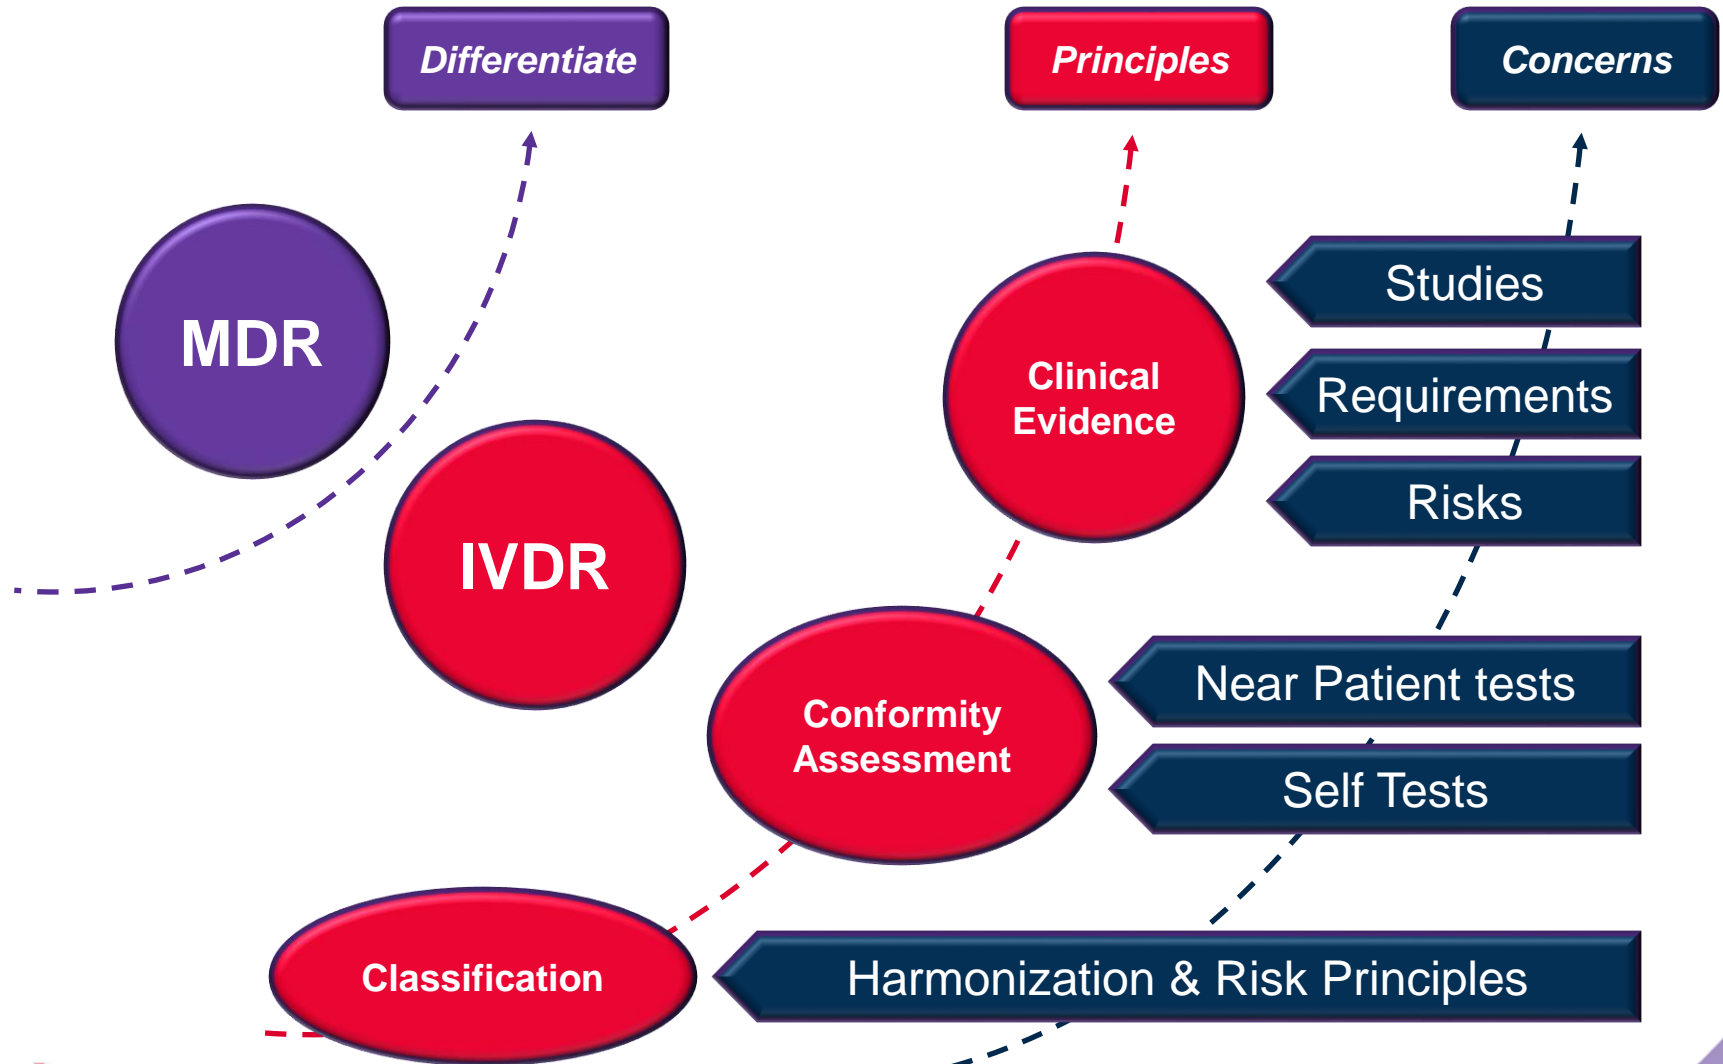 Differentiate
Principles
Concerns
MDR
IVDR
Clinical
Evidence
Studies
Requirements
Risks
Conformity
Assessment
Near Patient tests
Self Tests
Classification
Harmonization & Risk Principles